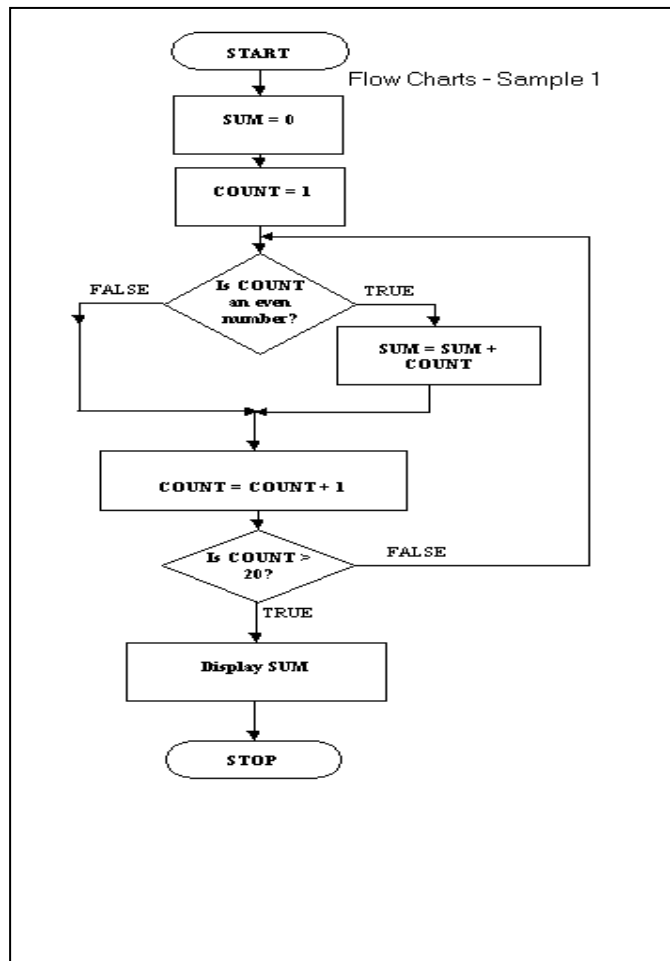 START
Flow Charts - Sample 1
SUM = 0
COUNT = 1
Is COUNT
an even
number?
FALSE
TRUE
SUM = SUM +
COUNT
COUNT = COUNT + 1
Is COUNT >
20?
FALSE
TRUE
Display SUM
STOP